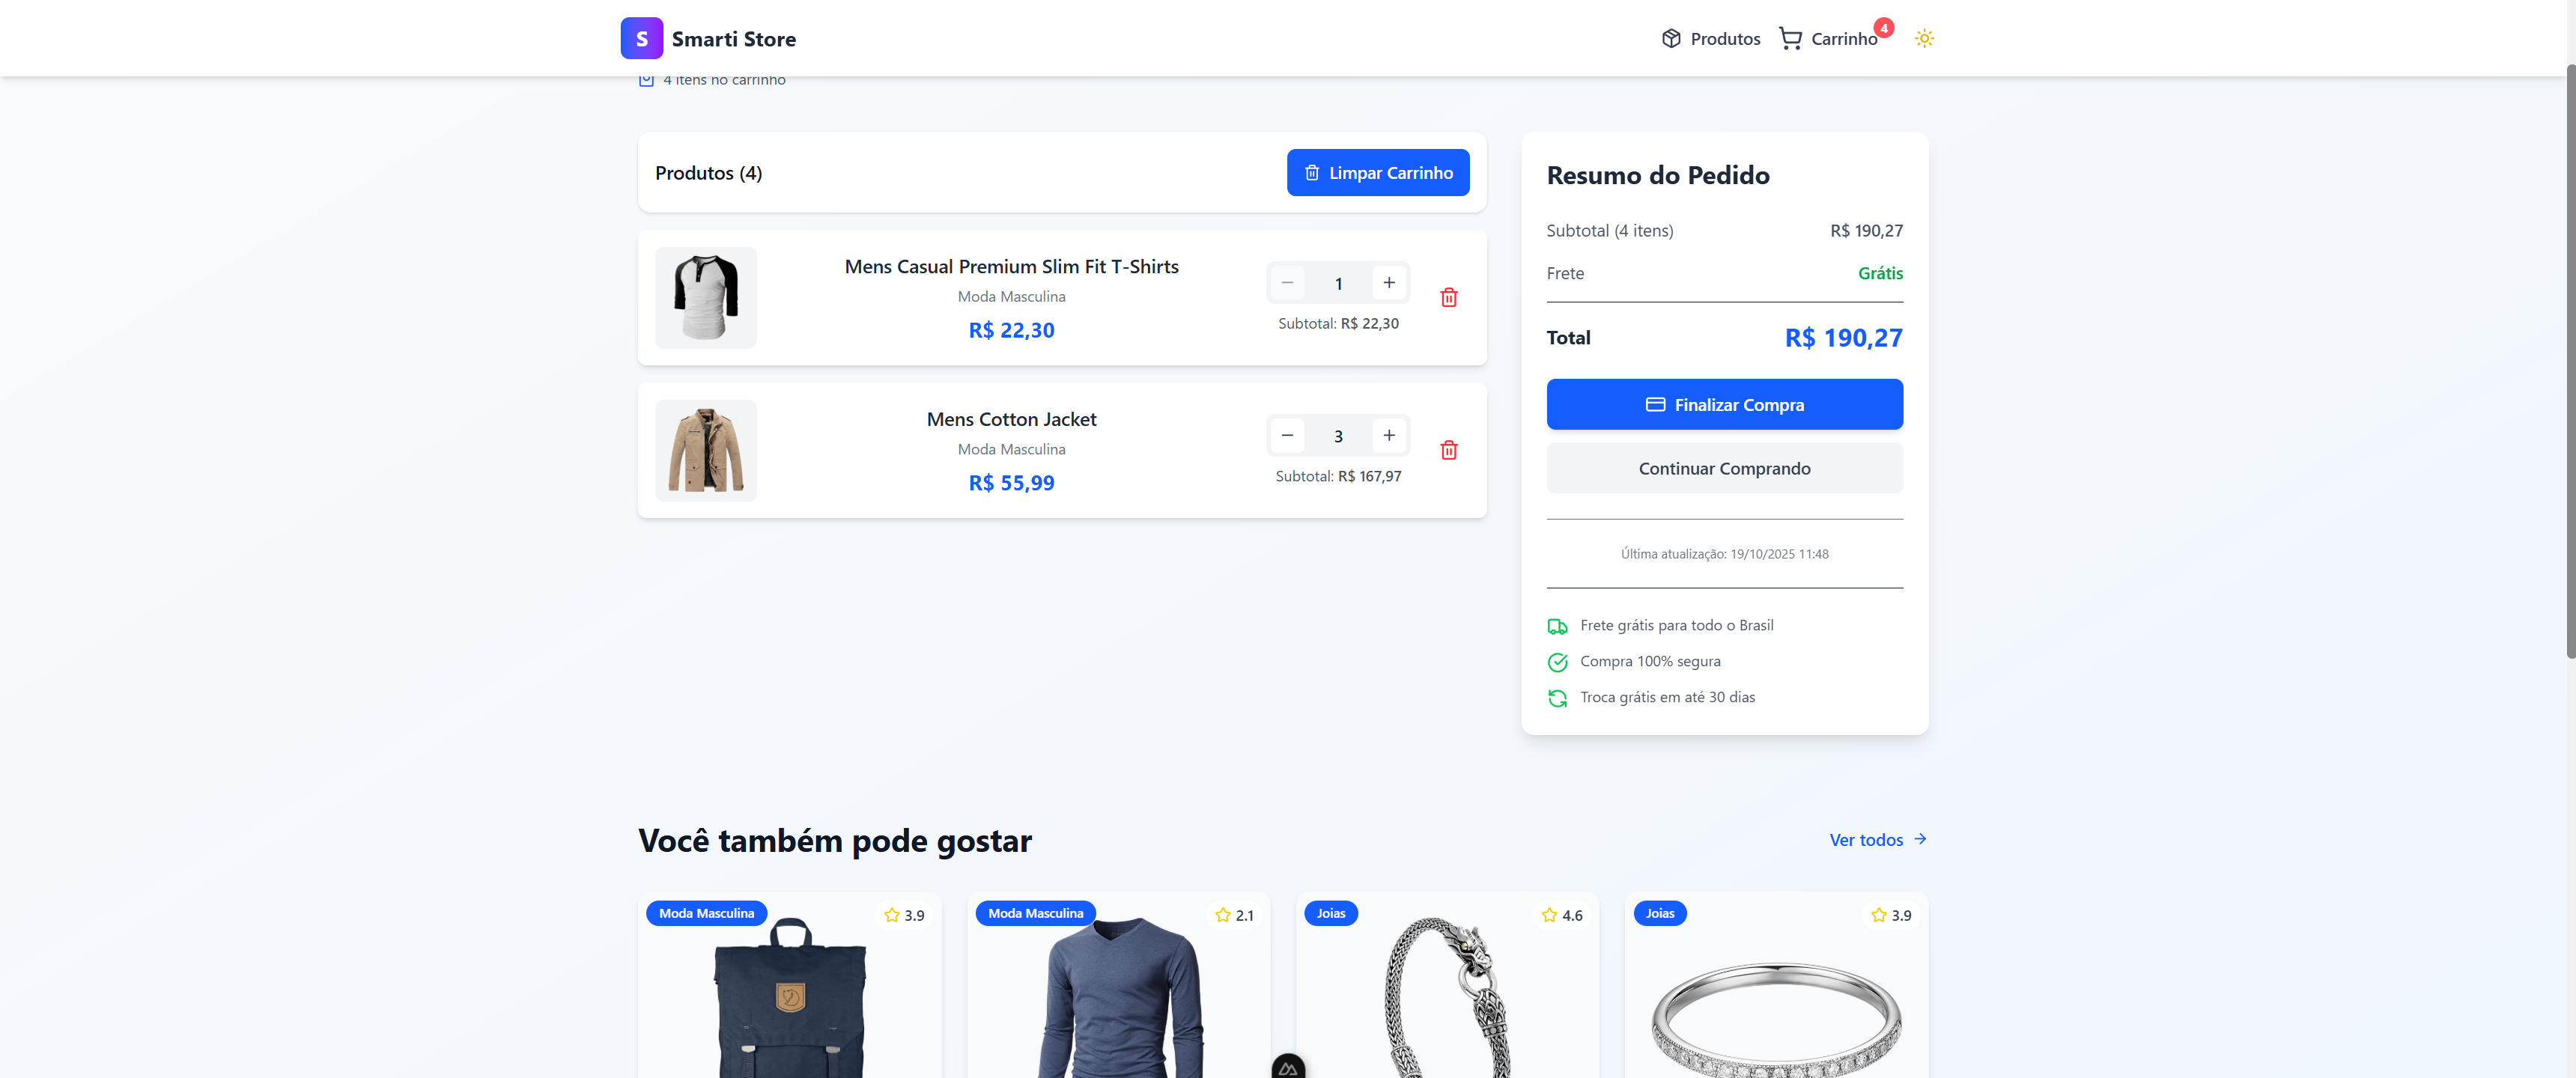 S Smarti Store
Produtos
Carrinho
4
4 itens no carrinho
Produtos (4)
Limpar Carrinho
Mens Casual Premium Slim Fit T-Shirts
Moda Masculina
R$ 22,30
1
Subtotal: R$ 22,30
Mens Cotton Jacket
Moda Masculina
R$ 55,99
3
Subtotal: R$ 167,97
Resumo do Pedido
Subtotal (4 itens) R$ 190,27
Frete Grátis
Total R$ 190,27
Finalizar Compra
Continuar Comprando
Última atualização: 19/10/2025 11:48
Frete grátis para todo o Brasil
Compra 100% segura
Troca grátis em até 30 dias
Você também pode gostar
Ver todos
Moda Masculina 3.9
Moda Masculina 2.1
Joias 4.6
Joias 3.9